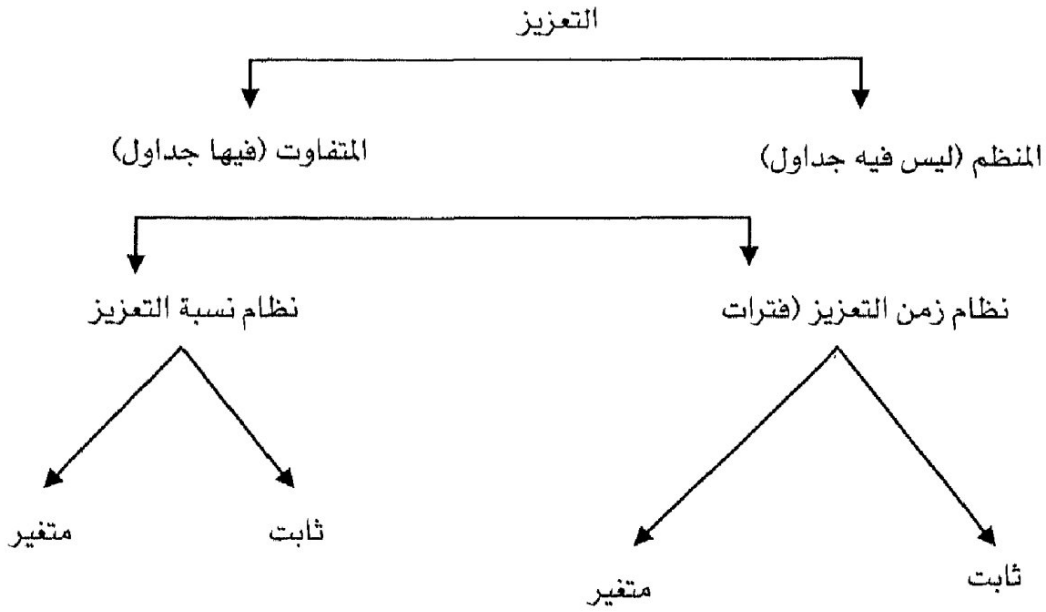 التعزيز
المنظم (ليس فيه جداول)
المتفاوت (فيها جداول)
نظام زمن التعزيز (فترات
نظام نسبة التعزيز
ثابت
متغير
ثابت
متغير